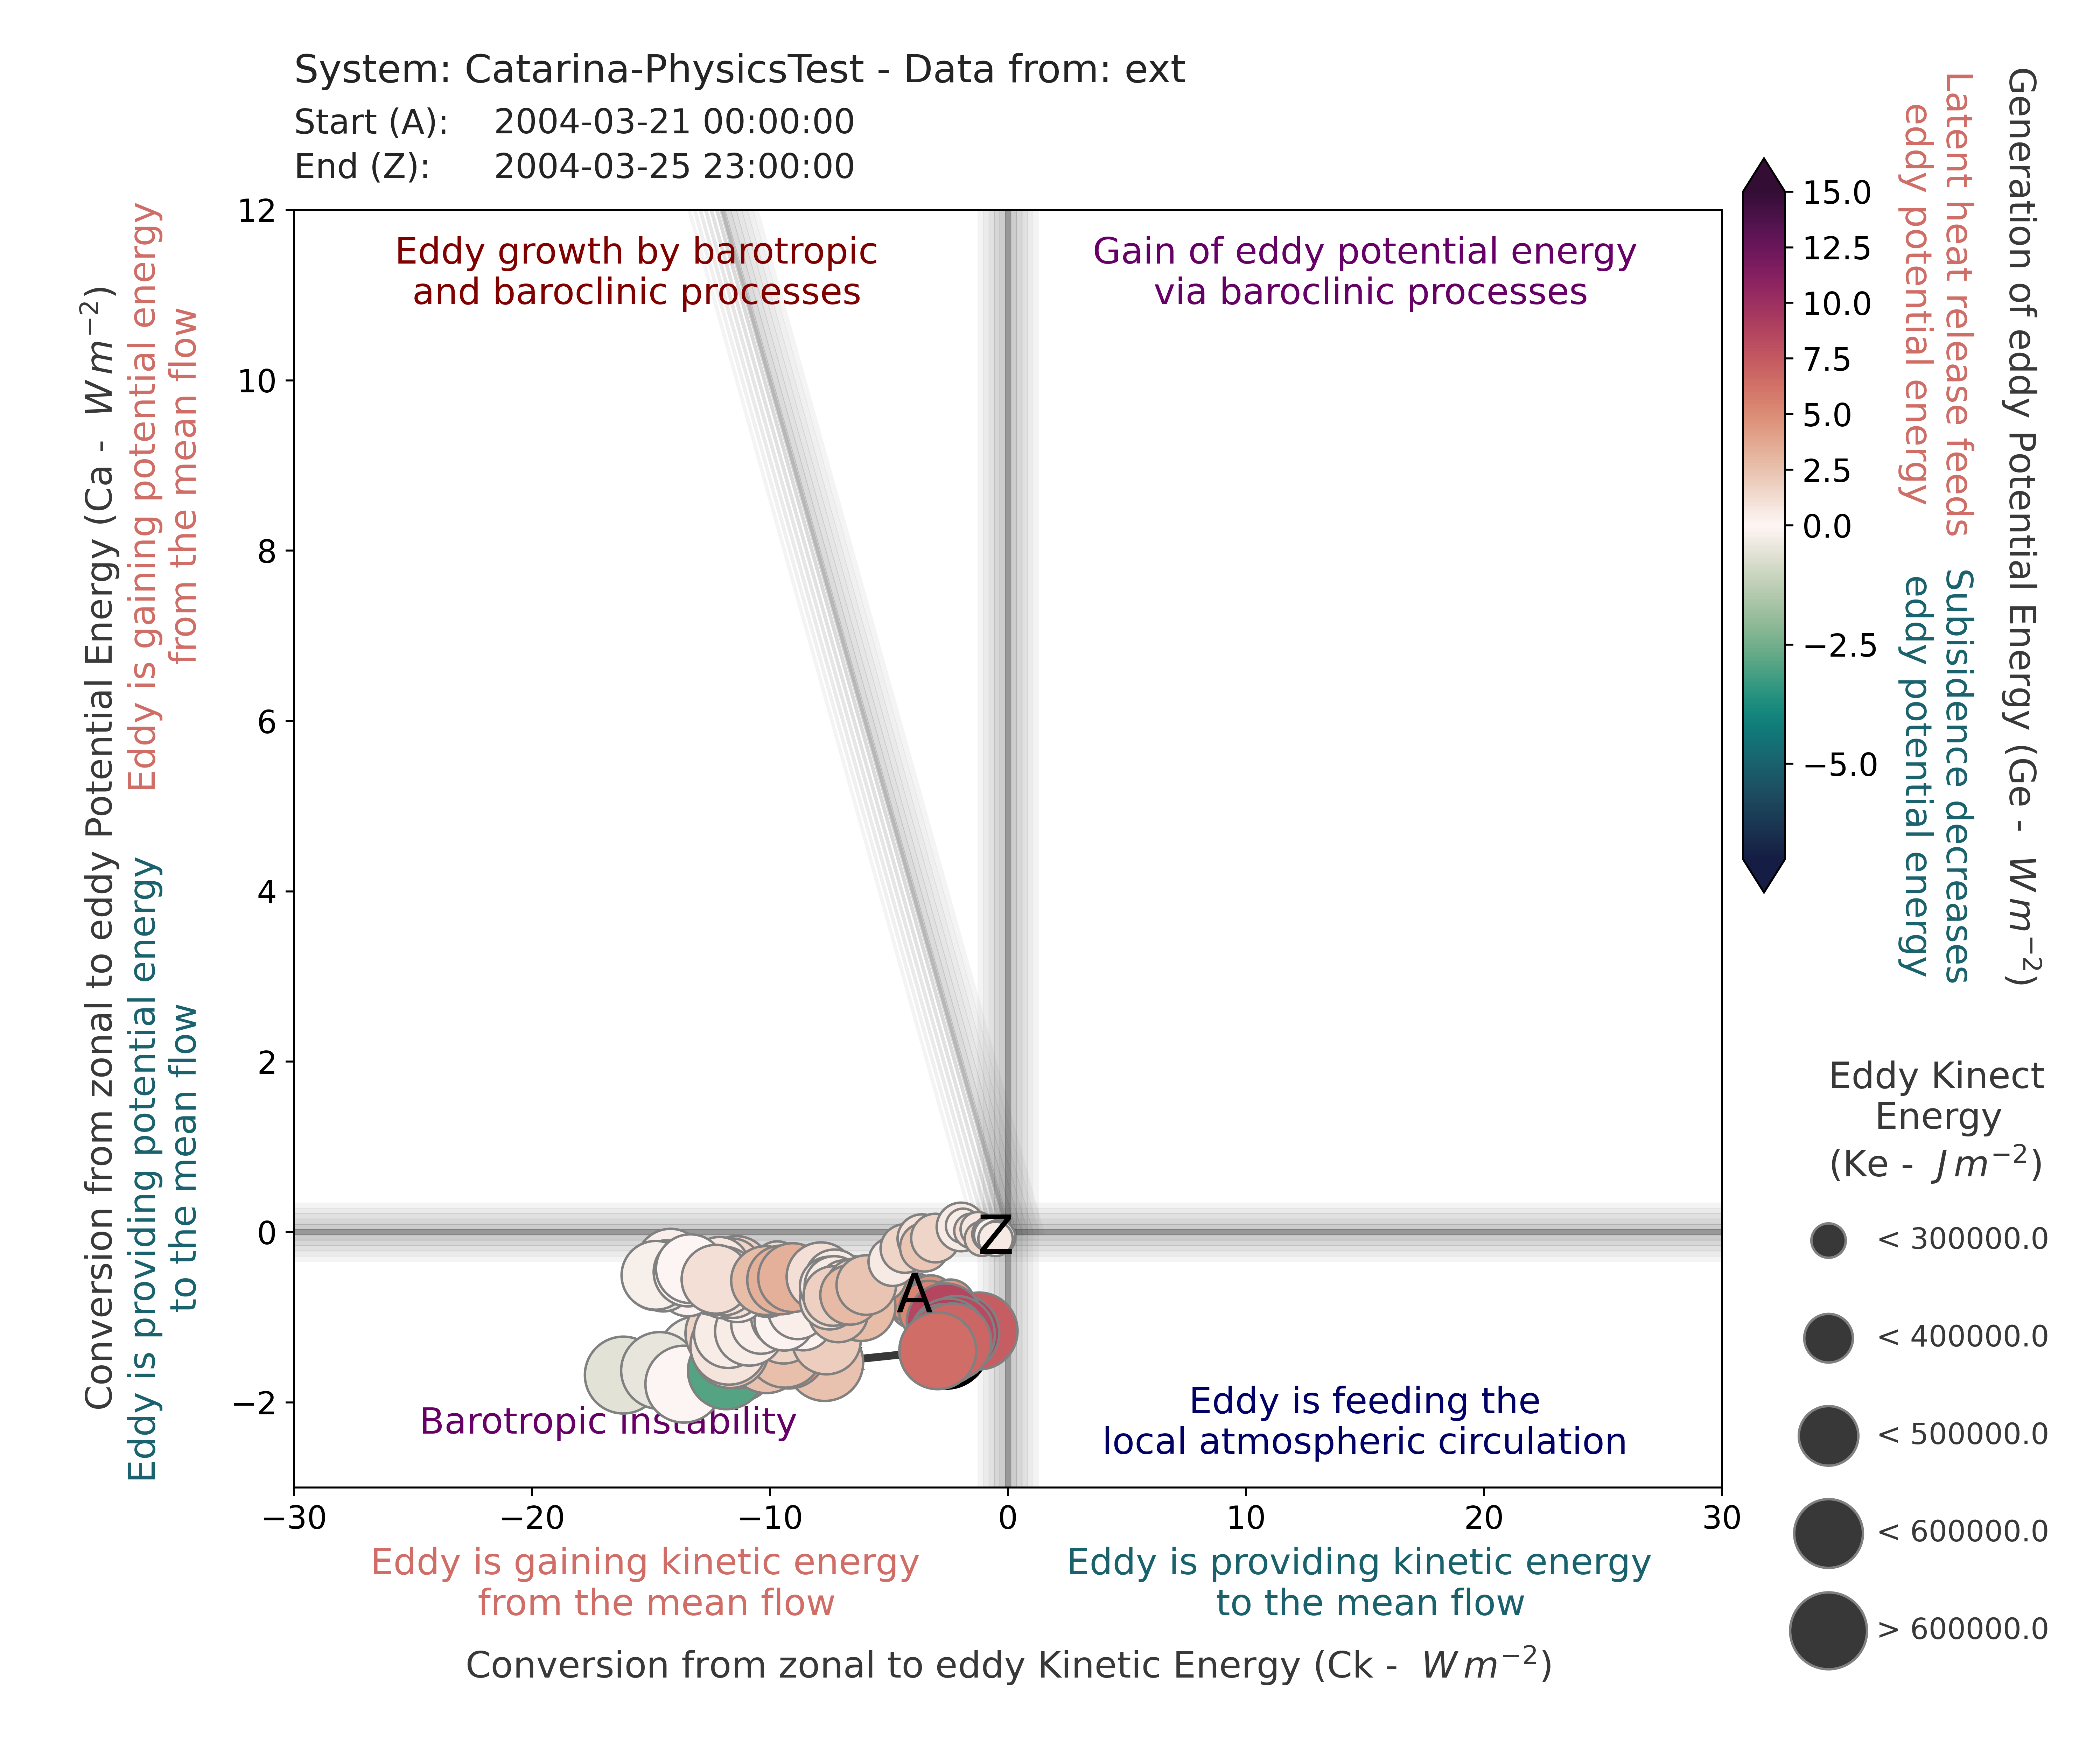 System: Catarina-PhysicsTest - Data from: ext
Start (A): 2004-03-21 00:00:00
End (Z): 2004-03-25 23:00:00
Conversion from zonal to eddy Potential Energy (Ca - W m⁻²)
Eddy is gaining potential energy
from the mean flow
Eddy is providing potential energy
to the mean flow
12
10
8
6
4
2
0
−2
Eddy growth by barotropic
and baroclinic processes
Gain of eddy potential energy
via baroclinic processes
Z
A
Barotropic instability
Eddy is feeding the
local atmospheric circulation
−30
−20
−10
0
10
20
30
Eddy is gaining kinetic energy
from the mean flow
Eddy is providing kinetic energy
to the mean flow
Conversion from zonal to eddy Kinetic Energy (Ck - W m⁻²)
15.0
12.5
10.0
7.5
5.0
2.5
0.0
−2.5
−5.0
Latent heat release feeds
eddy potential energy
Subisidence decreases
eddy potential energy
Generation of eddy Potential Energy (Ge - W m⁻²)
Eddy Kinect
Energy
(Ke - J m⁻²)
< 300000.0
< 400000.0
< 500000.0
< 600000.0
> 600000.0